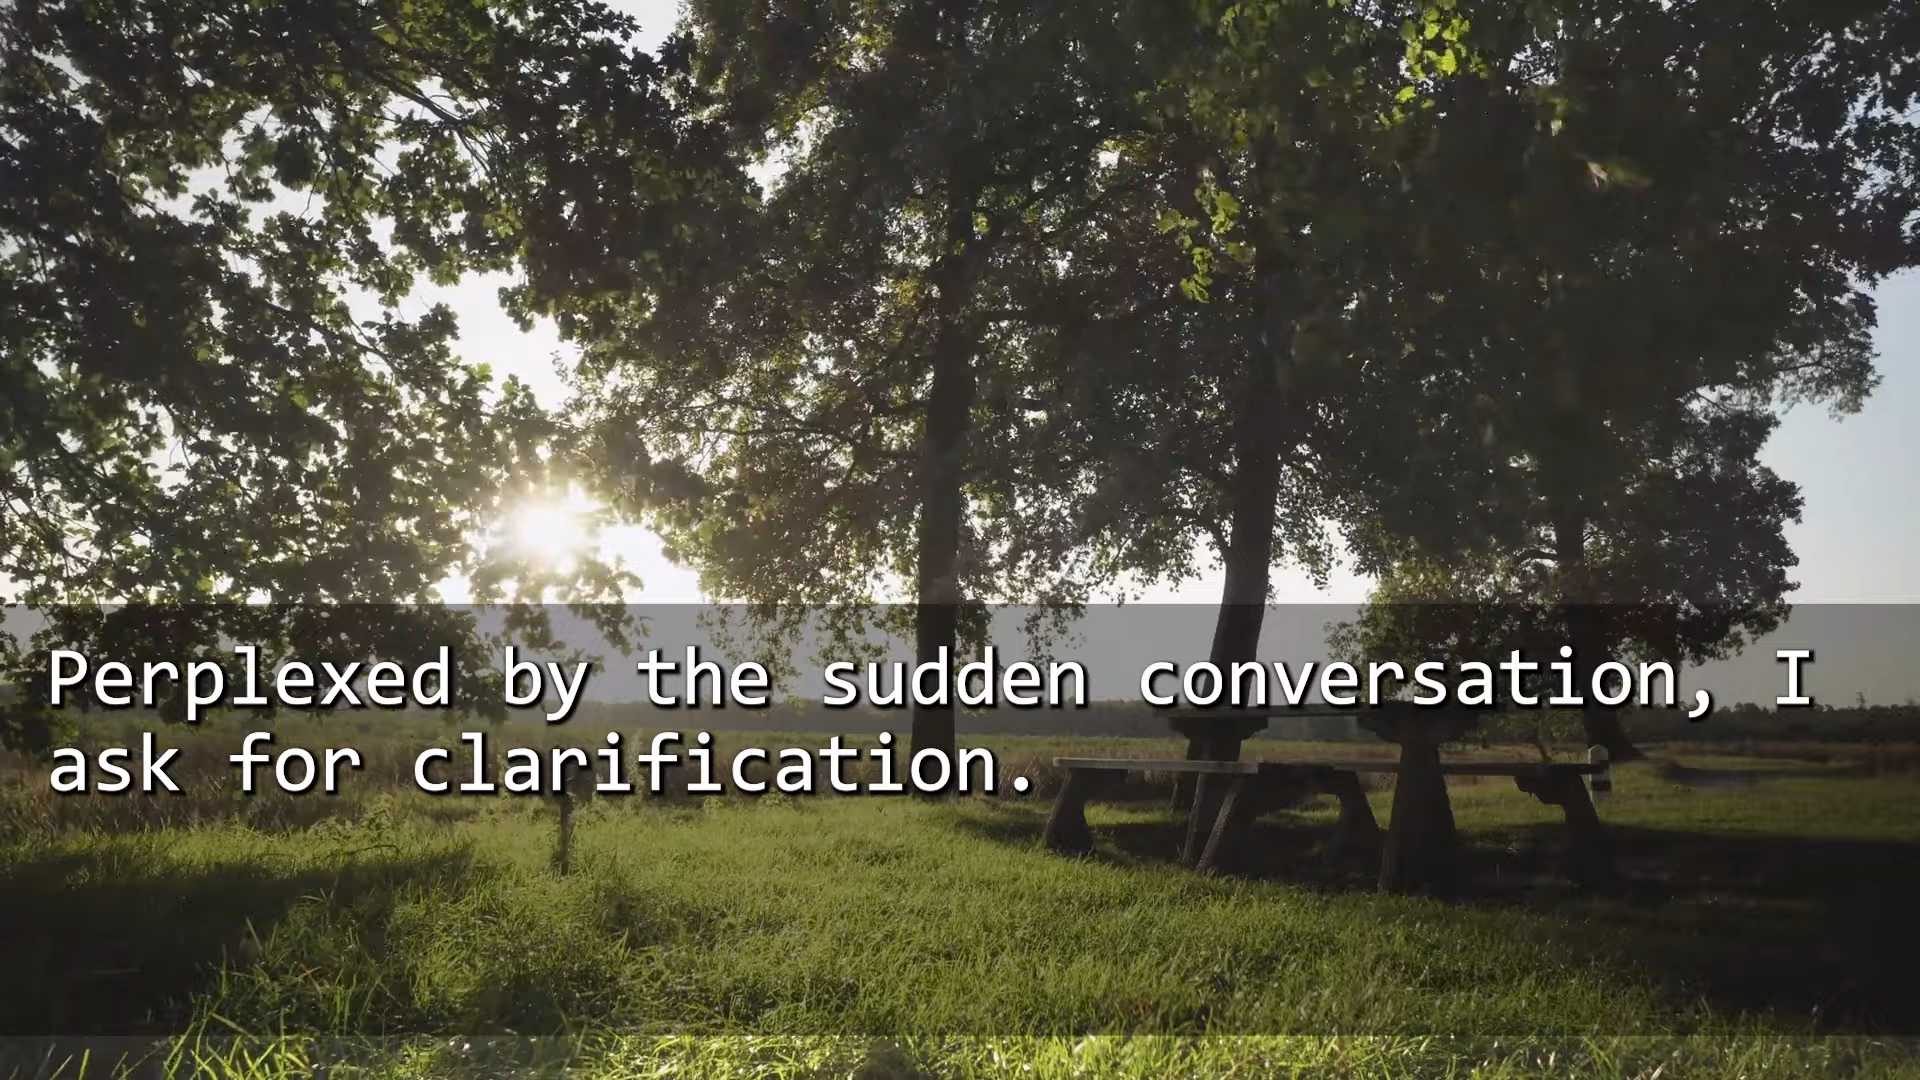 Perplexed by the sudden conversation, I
ask for clarification.